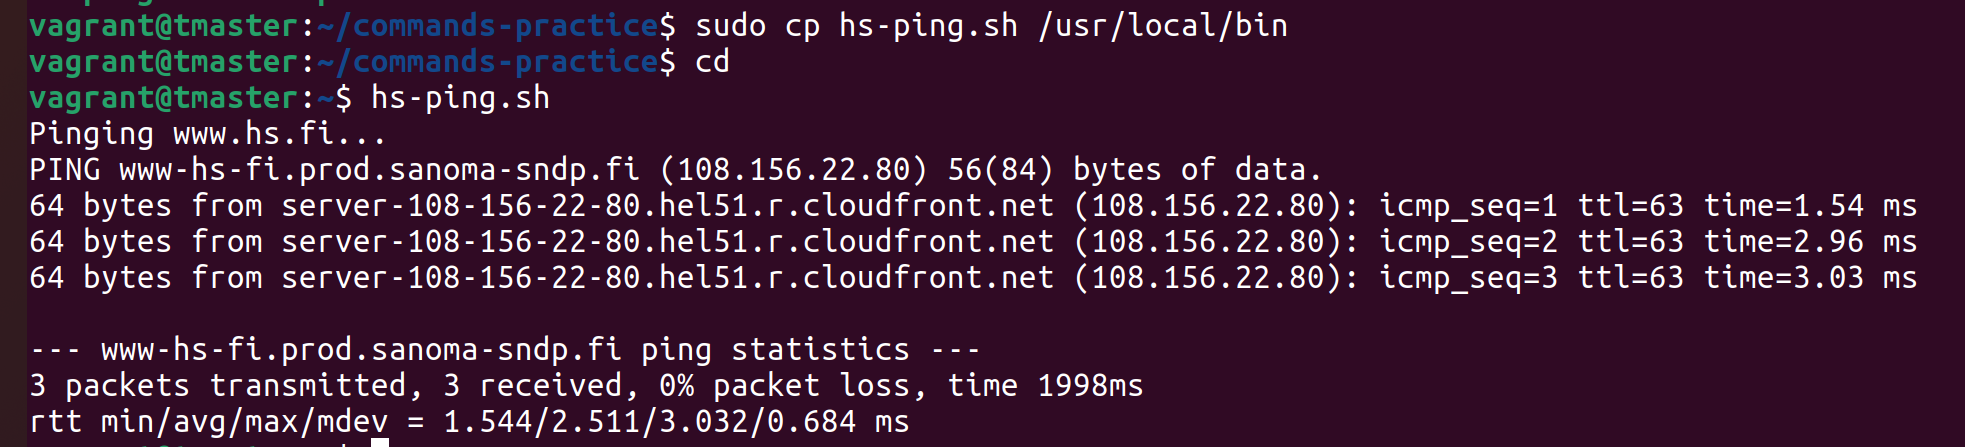 vagrant@tmaster:~/commands-practice$ sudo cp hs-ping.sh /usr/local/bin
vagrant@tmaster:~/commands-practice$ cd
vagrant@tmaster:~$ hs-ping.sh
Pinging www.hs.fi...
PING www-hs-fi.prod.sanoma-sndp.fi (108.156.22.80) 56(84) bytes of data.
64 bytes from server-108-156-22-80.hel51.r.cloudfront.net (108.156.22.80): icmp_seq=1 ttl=63 time=1.54 ms
64 bytes from server-108-156-22-80.hel51.r.cloudfront.net (108.156.22.80): icmp_seq=2 ttl=63 time=2.96 ms
64 bytes from server-108-156-22-80.hel51.r.cloudfront.net (108.156.22.80): icmp_seq=3 ttl=63 time=3.03 ms
--- www-hs-fi.prod.sanoma-sndp.fi ping statistics ---
3 packets transmitted, 3 received, 0% packet loss, time 1998ms
rtt min/avg/max/mdev = 1.544/2.511/3.032/0.684 ms